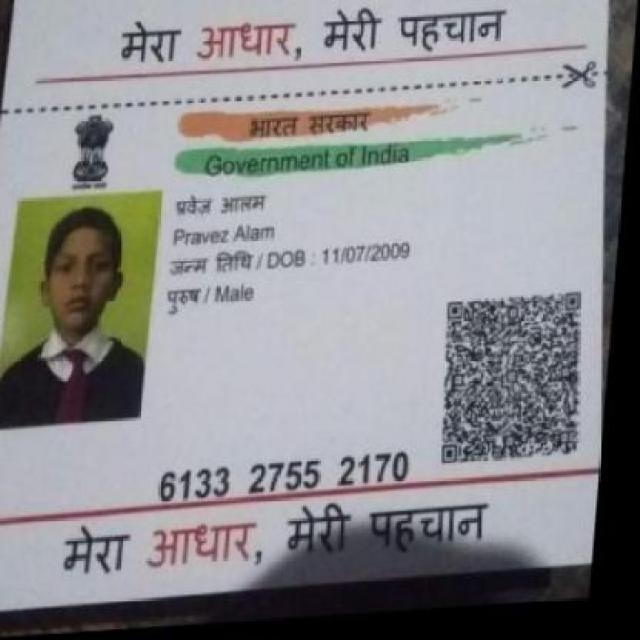 मेरा आधार, मेरी पहचान
भारत सरकार
Government of India
प्रवेज़ आलम
Pravez Alam
जन्म तिथि / DOB : 11/07/2009
पुरुष / Male
6133 2755 2170
मेरा आधार, मेरी पहचान